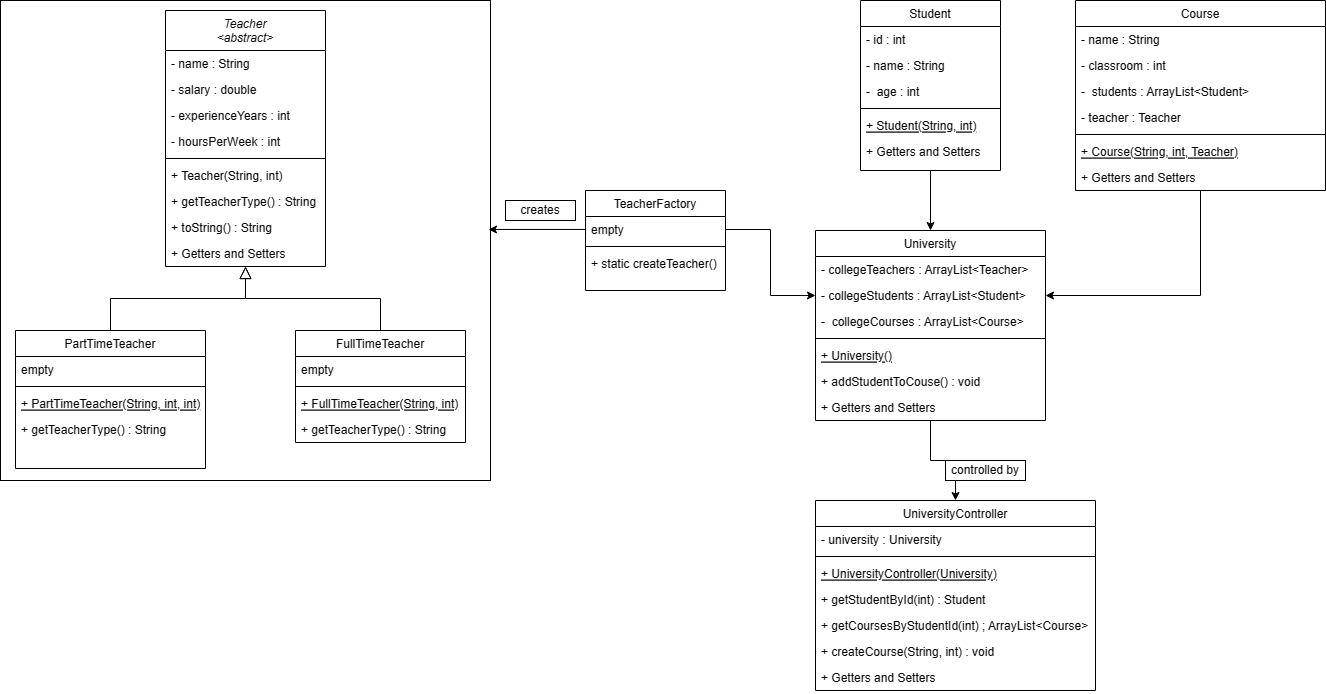 Teacher
<abstract>
- name : String
- salary : double
- experienceYears : int
- hoursPerWeek : int
+ Teacher(String, int)
+ getTeacherType() : String
+ toString() : String
+ Getters and Setters
PartTimeTeacher
empty
+ PartTimeTeacher(String, int, int)
+ getTeacherType() : String
FullTimeTeacher
empty
+ FullTimeTeacher(String, int)
+ getTeacherType() : String
creates
TeacherFactory
empty
+ static createTeacher()
Student
- id : int
- name : String
-  age : int
+ Student(String, int)
+ Getters and Setters
Course
- name : String
- classroom : int
-  students : ArrayList<Student>
- teacher : Teacher
+ Course(String, int, Teacher)
+ Getters and Setters
University
- collegeTeachers : ArrayList<Teacher>
- collegeStudents : ArrayList<Student>
-  collegeCourses : ArrayList<Course>
+ University()
+ addStudentToCouse() : void
+ Getters and Setters
controlled by
UniversityController
- university : University
+ UniversityController(University)
+ getStudentById(int) : Student
+ getCoursesByStudentId(int) ; ArrayList<Course>
+ createCourse(String, int) : void
+ Getters and Setters